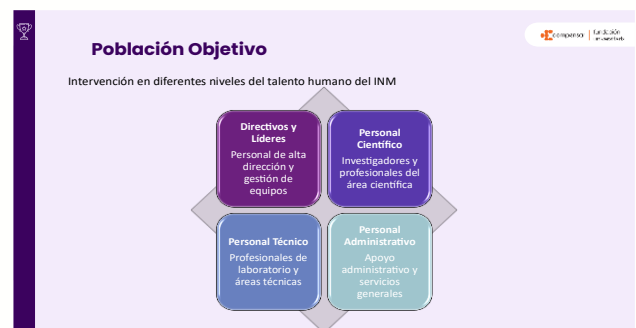 Población Objetivo
compensar | fundación universitaria
Intervención en diferentes niveles del talento humano del INM
Directivos y
Líderes
Personal de alta
dirección y
gestión de
equipos
Personal
Científico
Investigadores y
profesionales del
área científica
Personal Técnico
Profesionales de
laboratorio y
áreas técnicas
Personal
Administrativo
Apoyo
administrativo y
servicios
generales